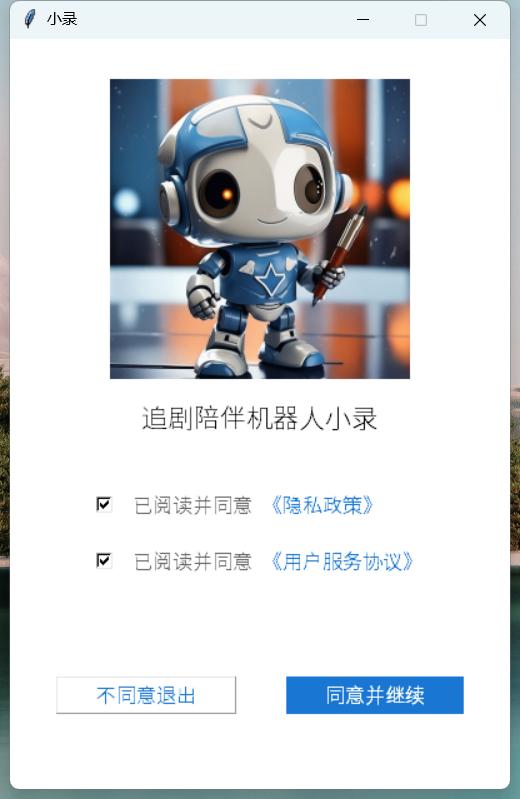 小录
追剧陪伴机器人小录
已阅读并同意 《隐私政策》
已阅读并同意 《用户服务协议》
不同意退出 同意并继续